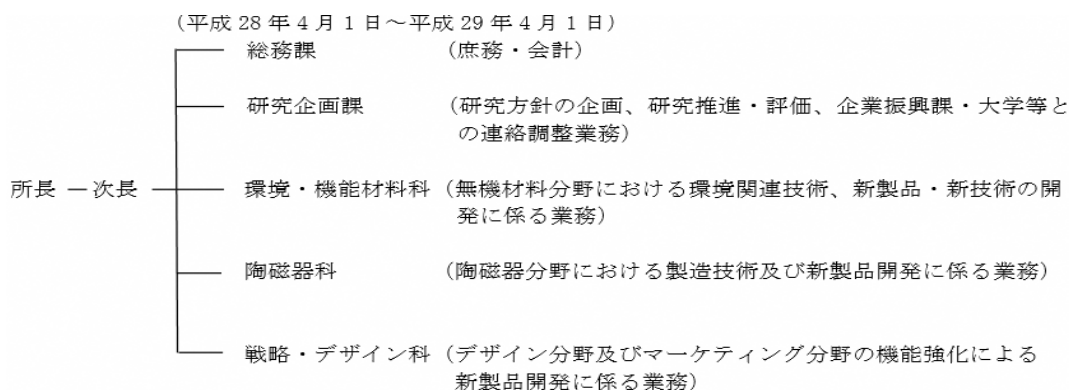 （平成28年4月1日～平成29年4月1日）
総務課　（庶務・会計）
研究企画課　（研究方針の企画、研究推進・評価、企業振興課・大学等と
の連絡調整業務）
所長 ー 次長　環境・機能材料科　（無機材料分野における環境関連技術、新製品・新技術の開
発に係る業務）
陶磁器科　（陶磁器分野における製造技術及び新製品開発に係る業務）
戦略・デザイン科　（デザイン分野及びマーケティング分野の機能強化による
新製品開発に係る業務）